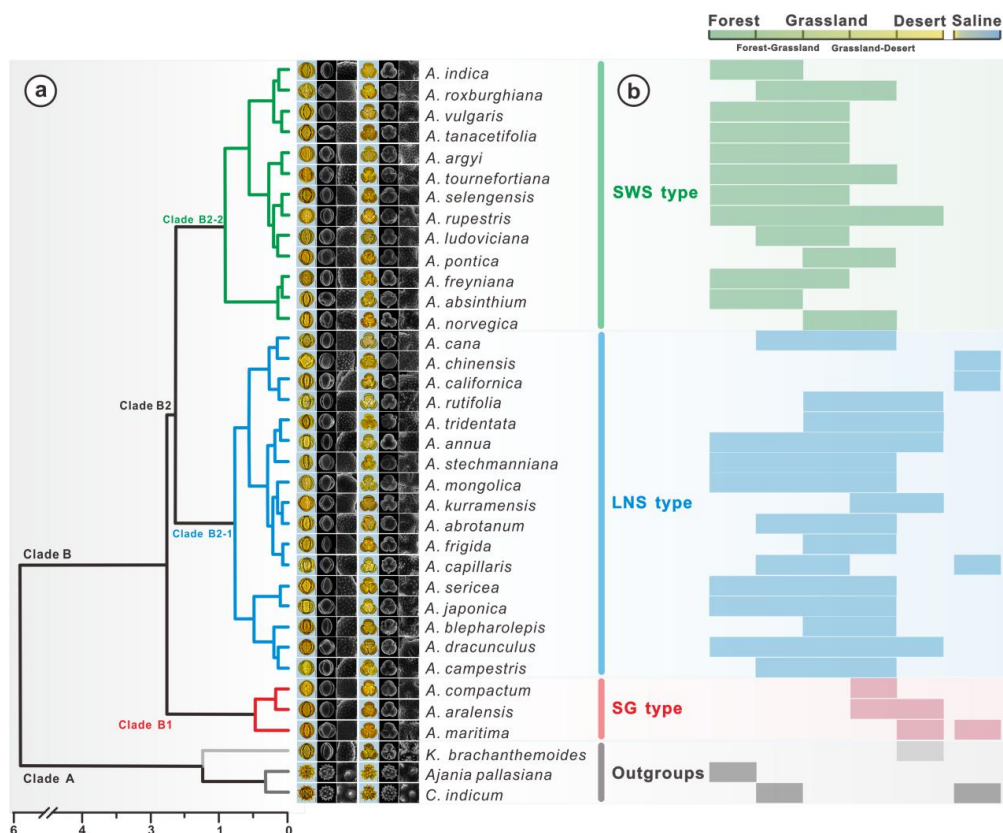 Forest Grassland Desert Saline
Forest-Grassland Grassland-Desert
a
b
A. indica
A. roxburghiana
A. vulgaris
A. tanacetifolia
A. argyi
A. tournefortiana
A. selengensis
A. rupestris
A. ludoviciana
A. pontica
A. freyniana
A. absinthium
A. norvegica
A. cana
A. chinensis
A. californica
A. rutifolia
A. tridentata
A. annua
A. stechmanniana
A. mongolica
A. kurramensis
A. abrotanum
A. frigida
A. capillaris
A. sericea
A. japonica
A. blepharolepis
A. dracunculus
A. campestris
A. compactum
A. aralensis
A. maritima
K. brachanthemoides
Ajania pallasiana
C. indicum
Clade B2-2
Clade B2
Clade B2-1
Clade B
Clade B1
Clade A
SWS type
LNS type
SG type
Outgroups
6 4 3 1 0